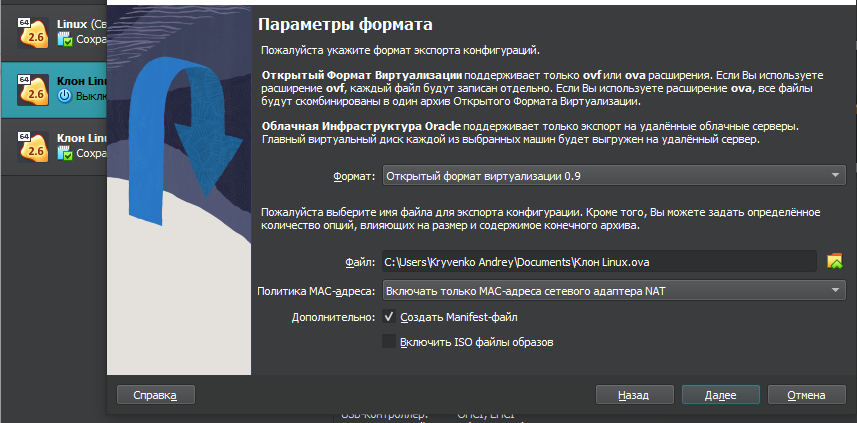 64
2.6
Linux (Св
Сохра
64
2.6
Клон Linu
Выклю
64
2.6
Клон Linu
Сохра
Параметры формата
Пожалуйста укажите формат экспорта конфигураций.
Открытый Формат Виртуализации поддерживает только ovf или ova расширения. Если Вы используете
расширение ovf, каждый файл будут записан отдельно. Если Вы используете расширение ova, все файлы
будут скомбинированы в один архив Открытого Формата Виртуализации.
Облачная Инфраструктура Oracle поддерживает только экспорт на удалённые облачные серверы.
Главный виртуальный диск каждой из выбранных машин будет выгружен на удалённый сервер.
Формат: Открытый формат виртуализации 0.9
Пожалуйста выберите имя файла для экспорта конфигурации. Кроме того, Вы можете задать определённое
количество опций, влияющих на размер и содержимое конечного архива.
Файл: C:\Users\Kryvenko Andrey\Documents\Клон Linux.ova
Политика MAC-адреса: Включать только MAC-адреса сетевого адаптера NAT
Дополнительно: Создать Manifest-файл
Включить ISO файлы образов
Справка Назад Далее Отмена
USB-контроллер: OHCI, EHCI